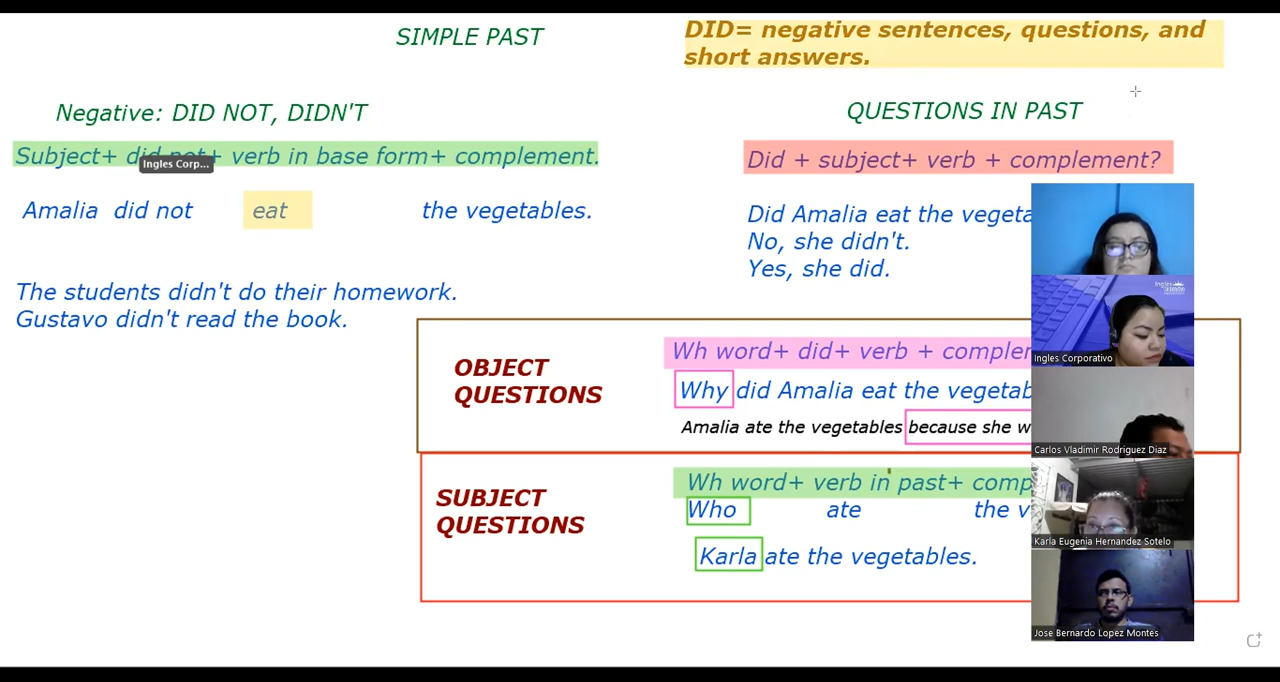 SIMPLE PAST
DID= negative sentences, questions, and
short answers.
Negative: DID NOT, DIDN'T
Subject+ did not+ verb in base form+ complement.
Ingles Corp...
Amalia did not eat the vegetables.
The students didn't do their homework.
Gustavo didn't read the book.
QUESTIONS IN PAST
Did + subject+ verb + complement?
Did Amalia eat the
No, she didn't.
Yes, she did.
OBJECT
QUESTIONS
Wh word+ did+ verb +
Why did Amalia eat the
Amalia ate the vegetables because she
SUBJECT
QUESTIONS
Wh word+ verb in past+
Who ate the
Karla ate the vegetables.
Ingles Corporativo
Carlos Vladimir Rodriguez Diaz
Karla Eugenia Hernandez Sotelo
Jose Bernardo Lopez Montes